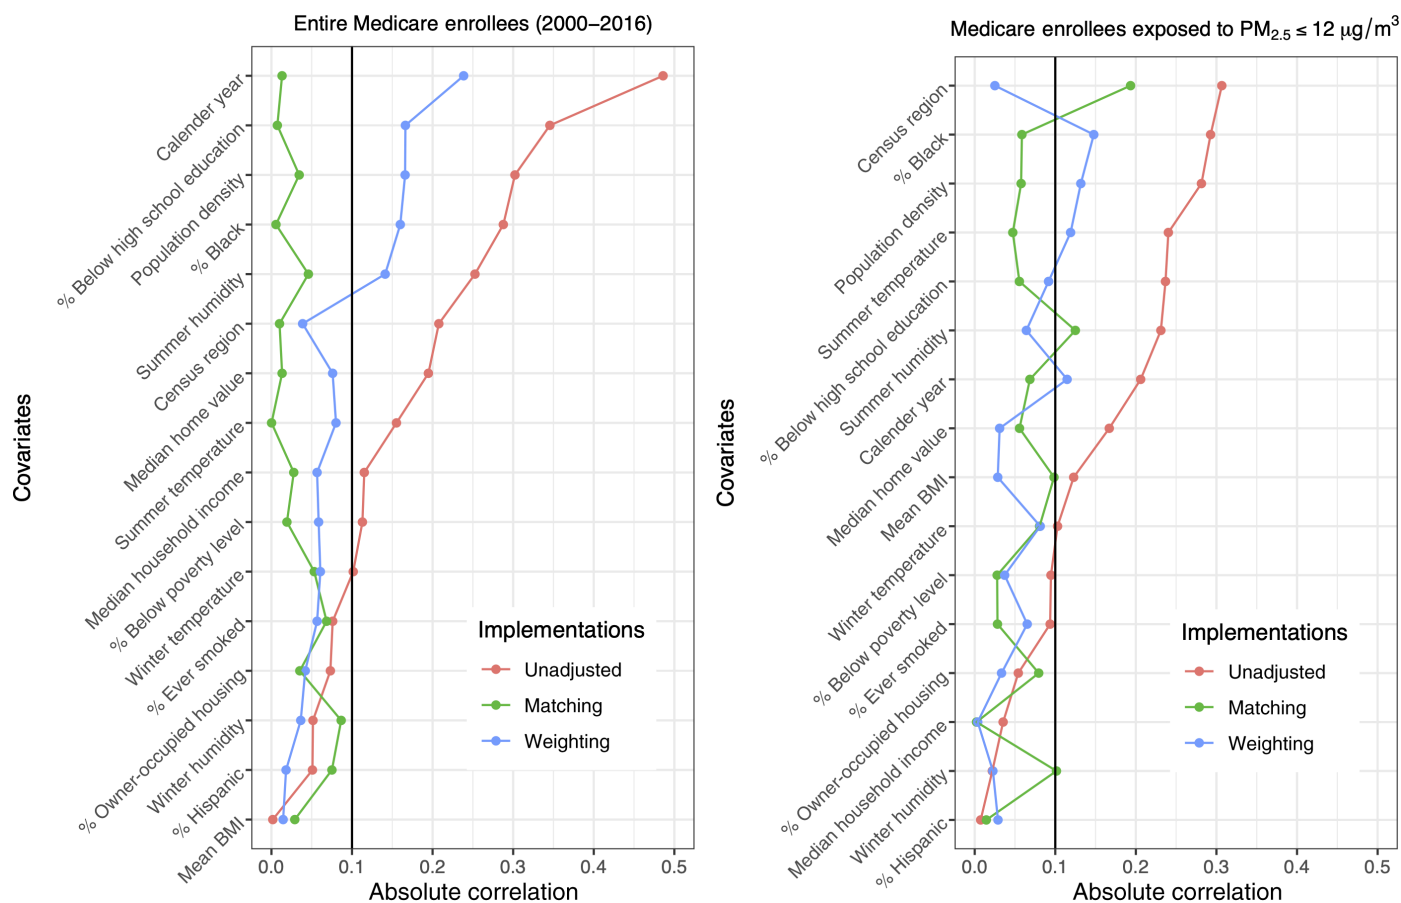 Entire Medicare enrollees (2000−2016)
Covariates
Calender year
% Below high school education
Population density
% Black
Summer humidity
Census region
Median home value
Summer temperature
Median household income
% Below poverty level
Winter temperature
% Ever smoked
% Owner-occupied housing
Winter humidity
% Hispanic
Mean BMI
Implementations
Unadjusted
Matching
Weighting
0.0 0.1 0.2 0.3 0.4 0.5
Absolute correlation
Medicare enrollees exposed to PM2.5 ≤ 12 μg/m³
Covariates
Census region
% Black
Population density
Summer temperature
% Below high school education
Summer humidity
Calender year
Median home value
Mean BMI
Winter temperature
% Below poverty level
% Ever smoked
% Owner-occupied housing
Median household income
Winter humidity
% Hispanic
Implementations
Unadjusted
Matching
Weighting
0.0 0.1 0.2 0.3 0.4 0.5
Absolute correlation